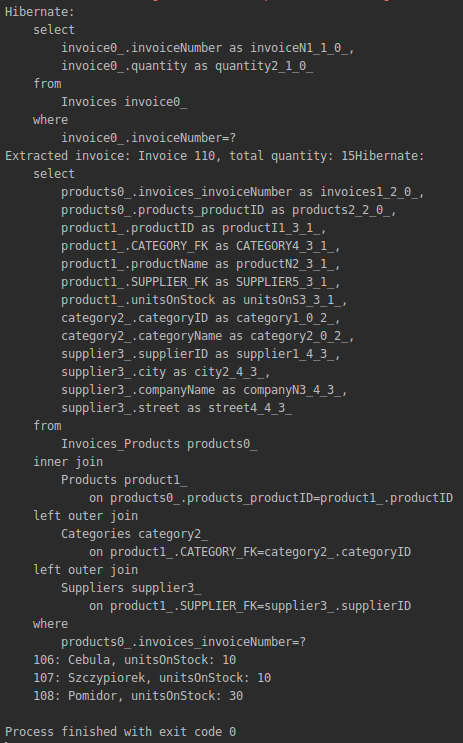 Hibernate:
    select
        invoice0_.invoiceNumber as invoiceN1_1_0_,
        invoice0_.quantity as quantity2_1_0_
    from
        Invoices invoice0_
    where
        invoice0_.invoiceNumber=?
Extracted invoice: Invoice 110, total quantity: 15Hibernate:
    select
        products0_.invoices_invoiceNumber as invoices1_2_0_,
        products0_.products_productID as products2_2_0_,
        product1_.productID as productI1_3_1_,
        product1_.CATEGORY_FK as CATEGORY4_3_1_,
        product1_.productName as productN2_3_1_,
        product1_.SUPPLIER_FK as SUPPLIER5_3_1_,
        product1_.unitsOnStock as unitsOnS3_3_1_,
        category2_.categoryID as category1_0_2_,
        category2_.categoryName as category2_0_2_,
        supplier3_.supplierID as supplier1_4_3_,
        supplier3_.city as city2_4_3_,
        supplier3_.companyName as companyN3_4_3_,
        supplier3_.street as street4_4_3_
    from
        Invoices_Products products0_
    inner join
        Products product1_
            on products0_.products_productID=product1_.productID
    left outer join
        Categories category2_
            on product1_.CATEGORY_FK=category2_.categoryID
    left outer join
        Suppliers supplier3_
            on product1_.SUPPLIER_FK=supplier3_.supplierID
    where
        products0_.invoices_invoiceNumber=?
    106: Cebula, unitsOnStock: 10
    107: Szczypiorek, unitsOnStock: 10
    108: Pomidor, unitsOnStock: 30
Process finished with exit code 0